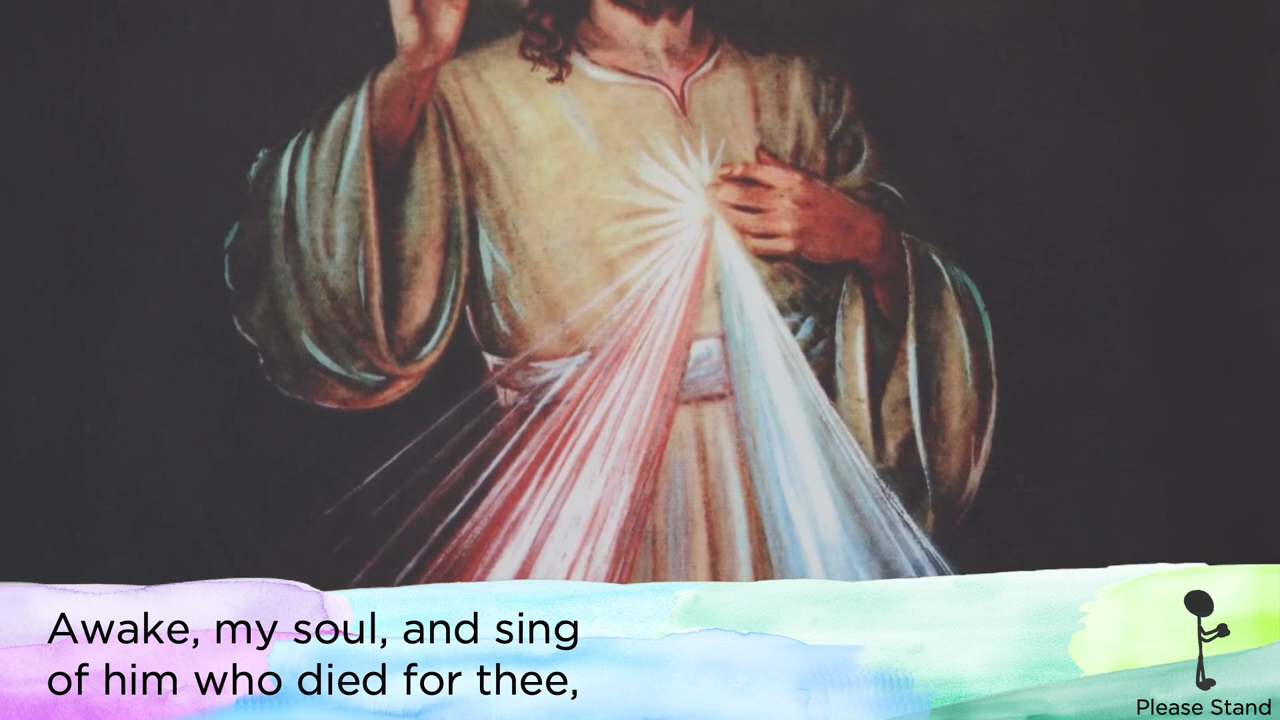 Awake, my soul, and sing
of him who died for thee,
Please Stand